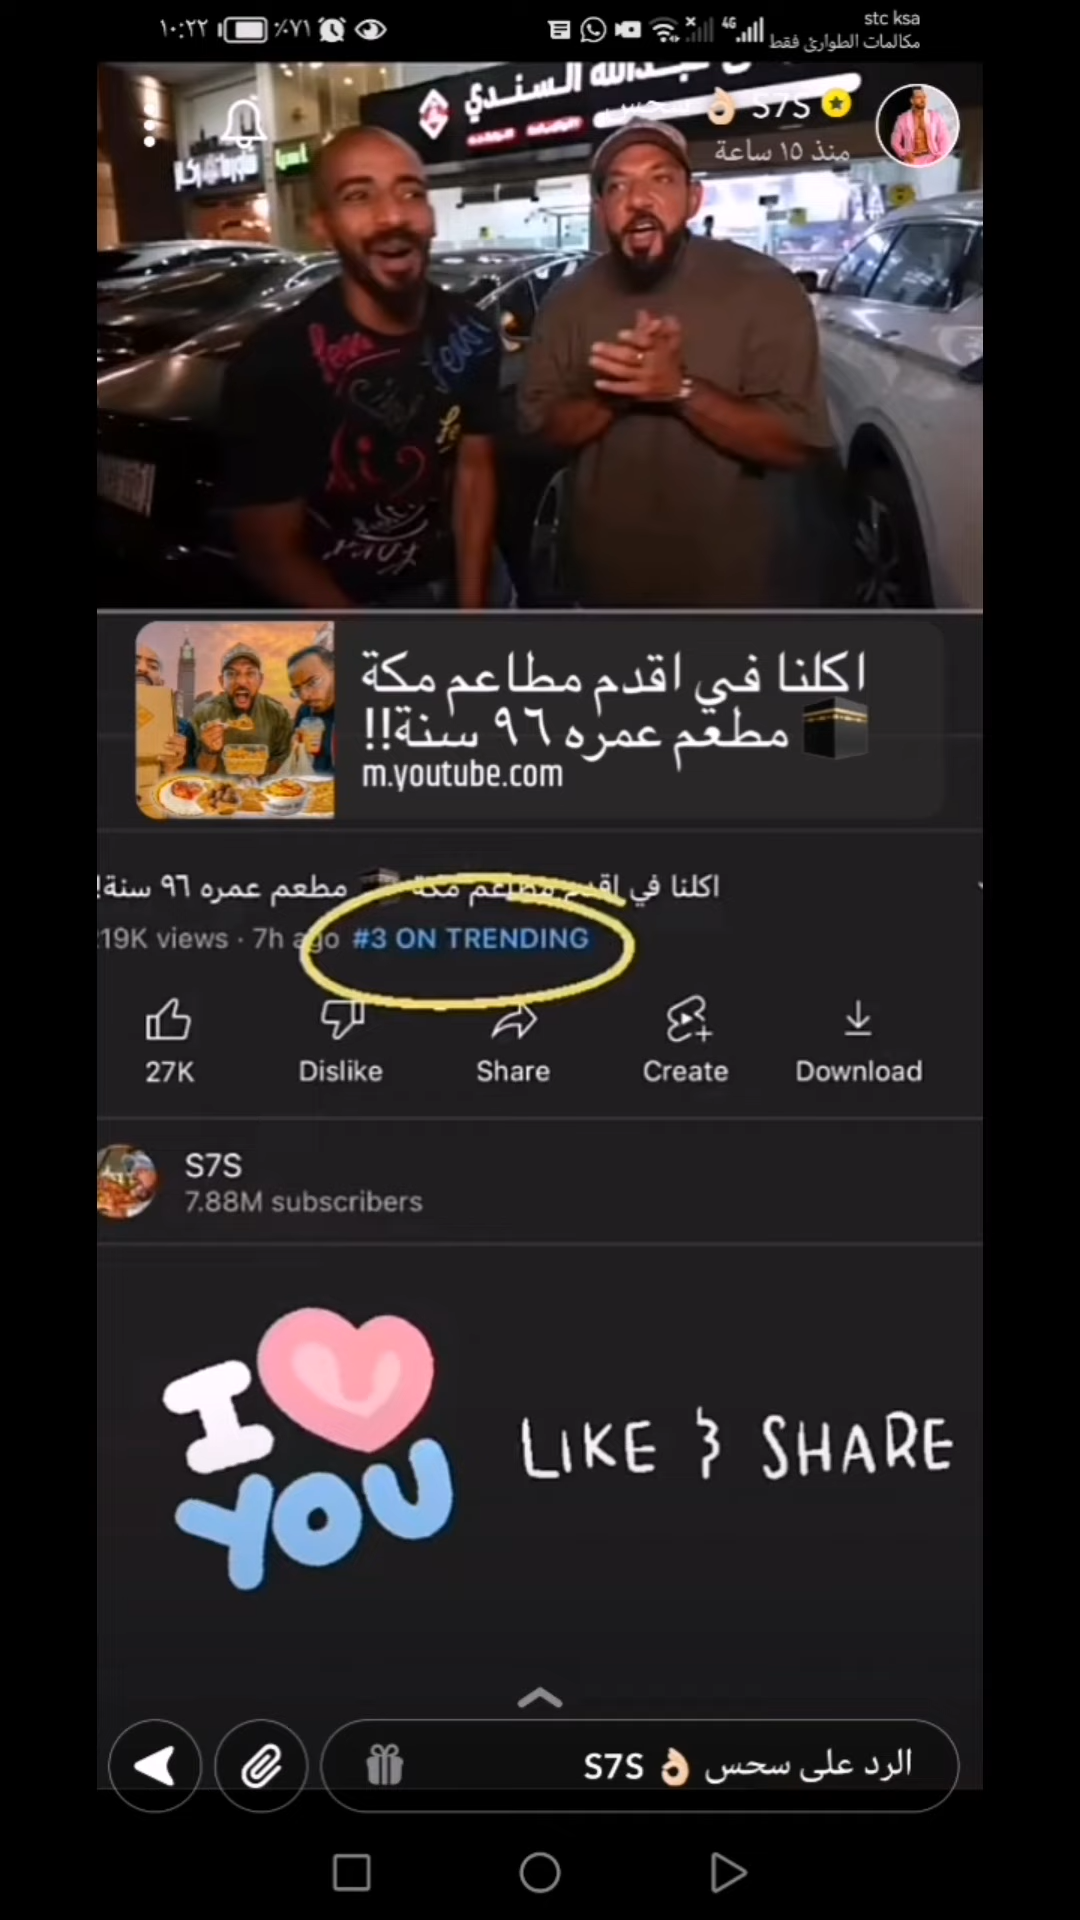 stc ksa
مكالمات الطوارئ فقط
4G
١٠:٢٢
٪٧١
عبدالله السندي
سحس 👌🏼 S7S
منذ ١٥ ساعة
اكلنا في اقدم مطاعم مكة
🕋 مطعم عمره ٩٦ سنة!!
m.youtube.com
اكلنا في اقدم مطاعم مكة 🕋 مطعم عمره ٩٦ سنة!
19K views · 7h ago #3 ON TRENDING
27K
Dislike
Share
Create
Download
S7S
7.88M subscribers
I
YOU
LIKE & SHARE
الرد على سحس 👌🏼 S7S